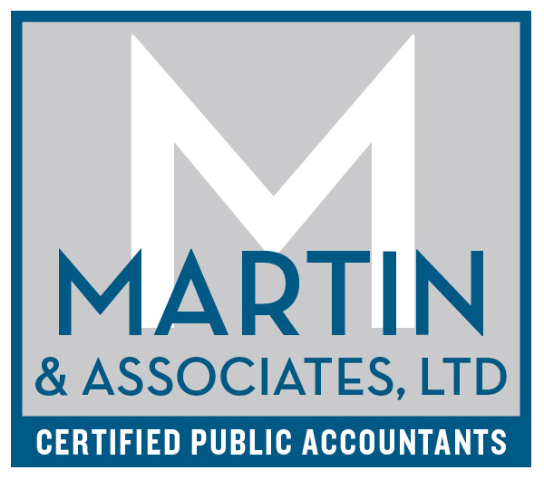 M
MARTIN
& ASSOCIATES, LTD
CERTIFIED PUBLIC ACCOUNTANTS